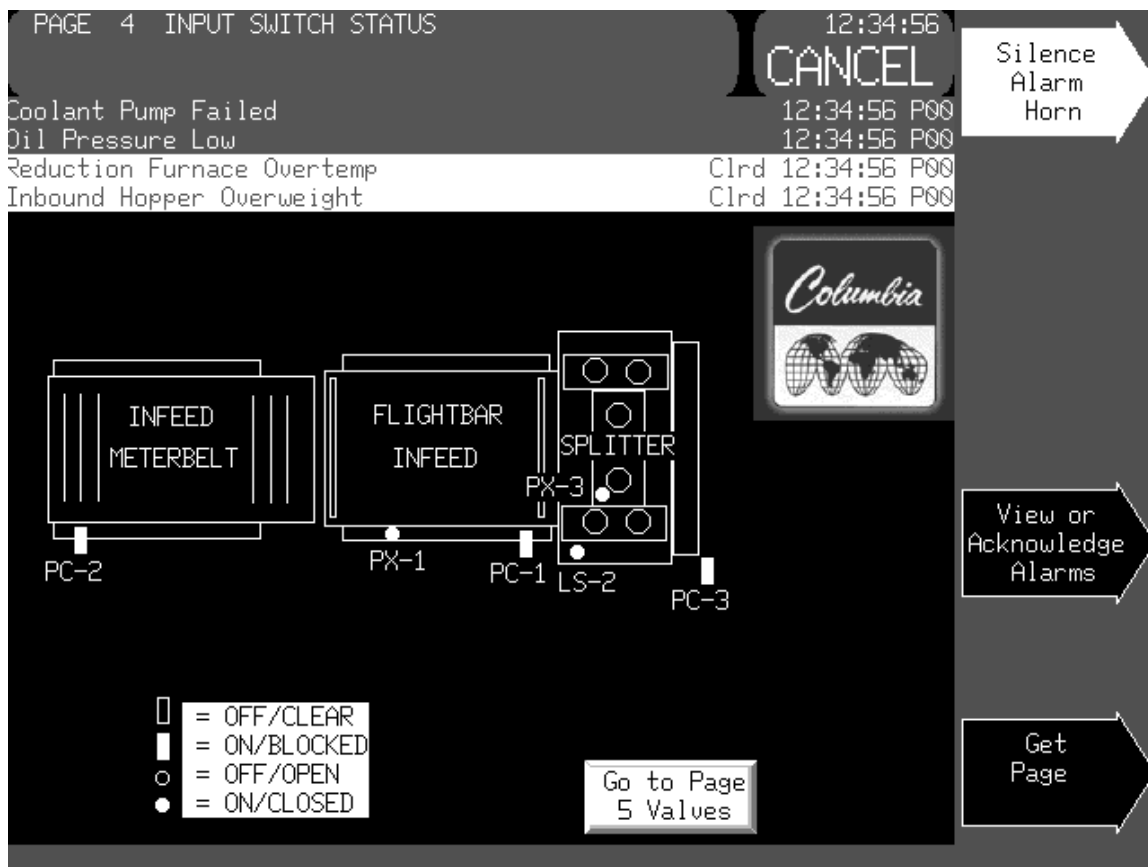 PAGE 4 INPUT SWITCH STATUS
12:34:56
CANCEL
Coolant Pump Failed 12:34:56 P00
Oil Pressure Low 12:34:56 P00
Reduction Furnace Overtemp Clrd 12:34:56 P00
Inbound Hopper Overweight Clrd 12:34:56 P00
Silence
Alarm
Horn
Columbia
INFEED
METERBELT
FLIGHTBAR
INFEED
SPLITTER
PX-3
PC-2
PX-1
PC-1
LS-2
PC-3
View or
Acknowledge
Alarms
= OFF/CLEAR
= ON/BLOCKED
= OFF/OPEN
= ON/CLOSED
Go to Page
5 Valves
Get
Page